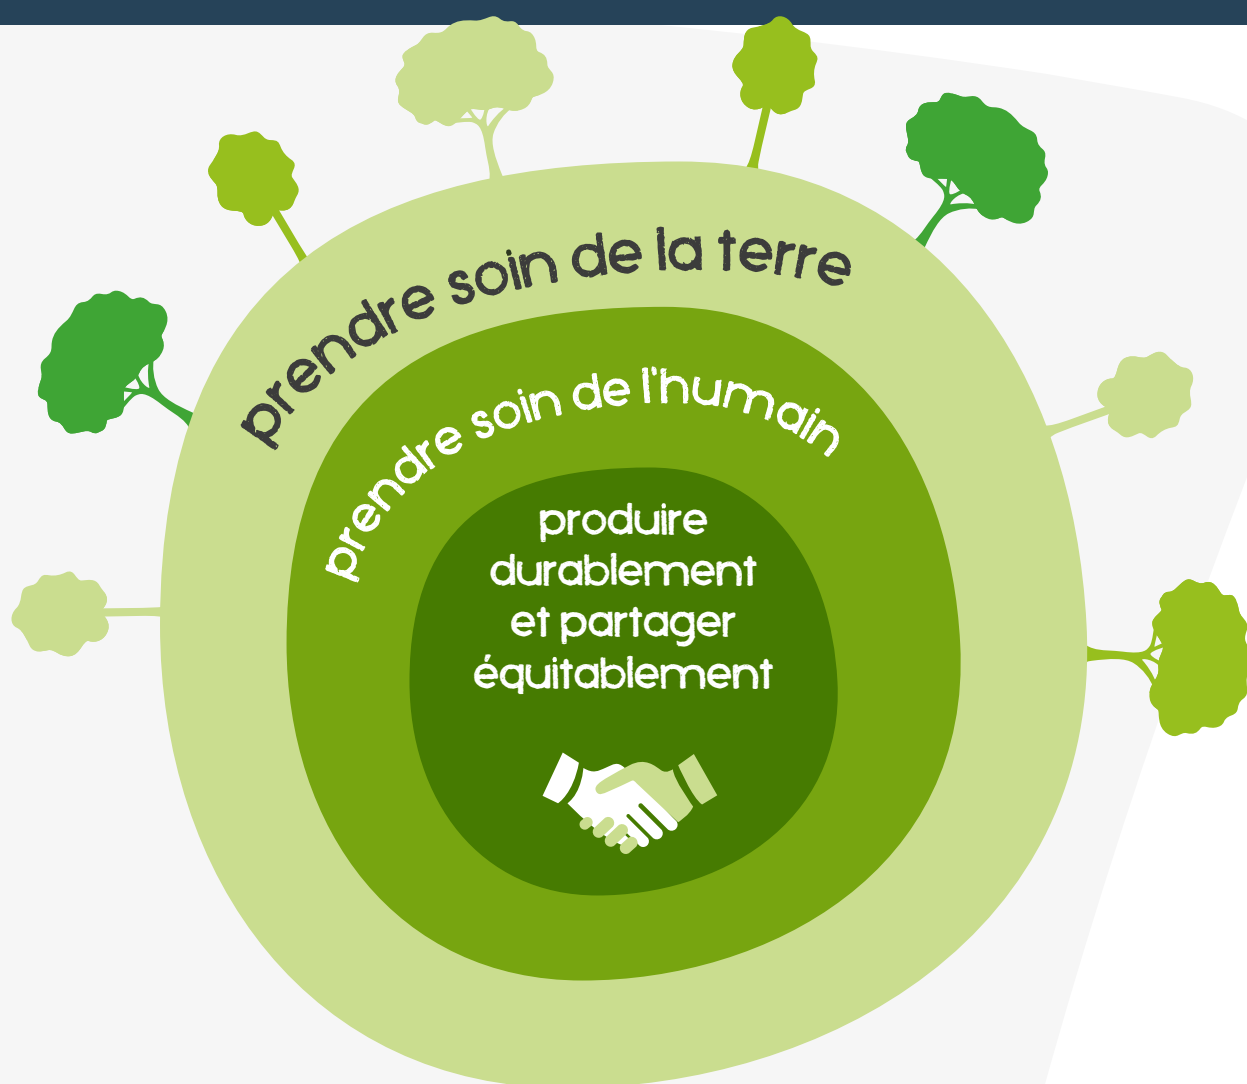 prendre soin de la terre
prendre soin de l'humain
produire
durablement
et partager
équitablement